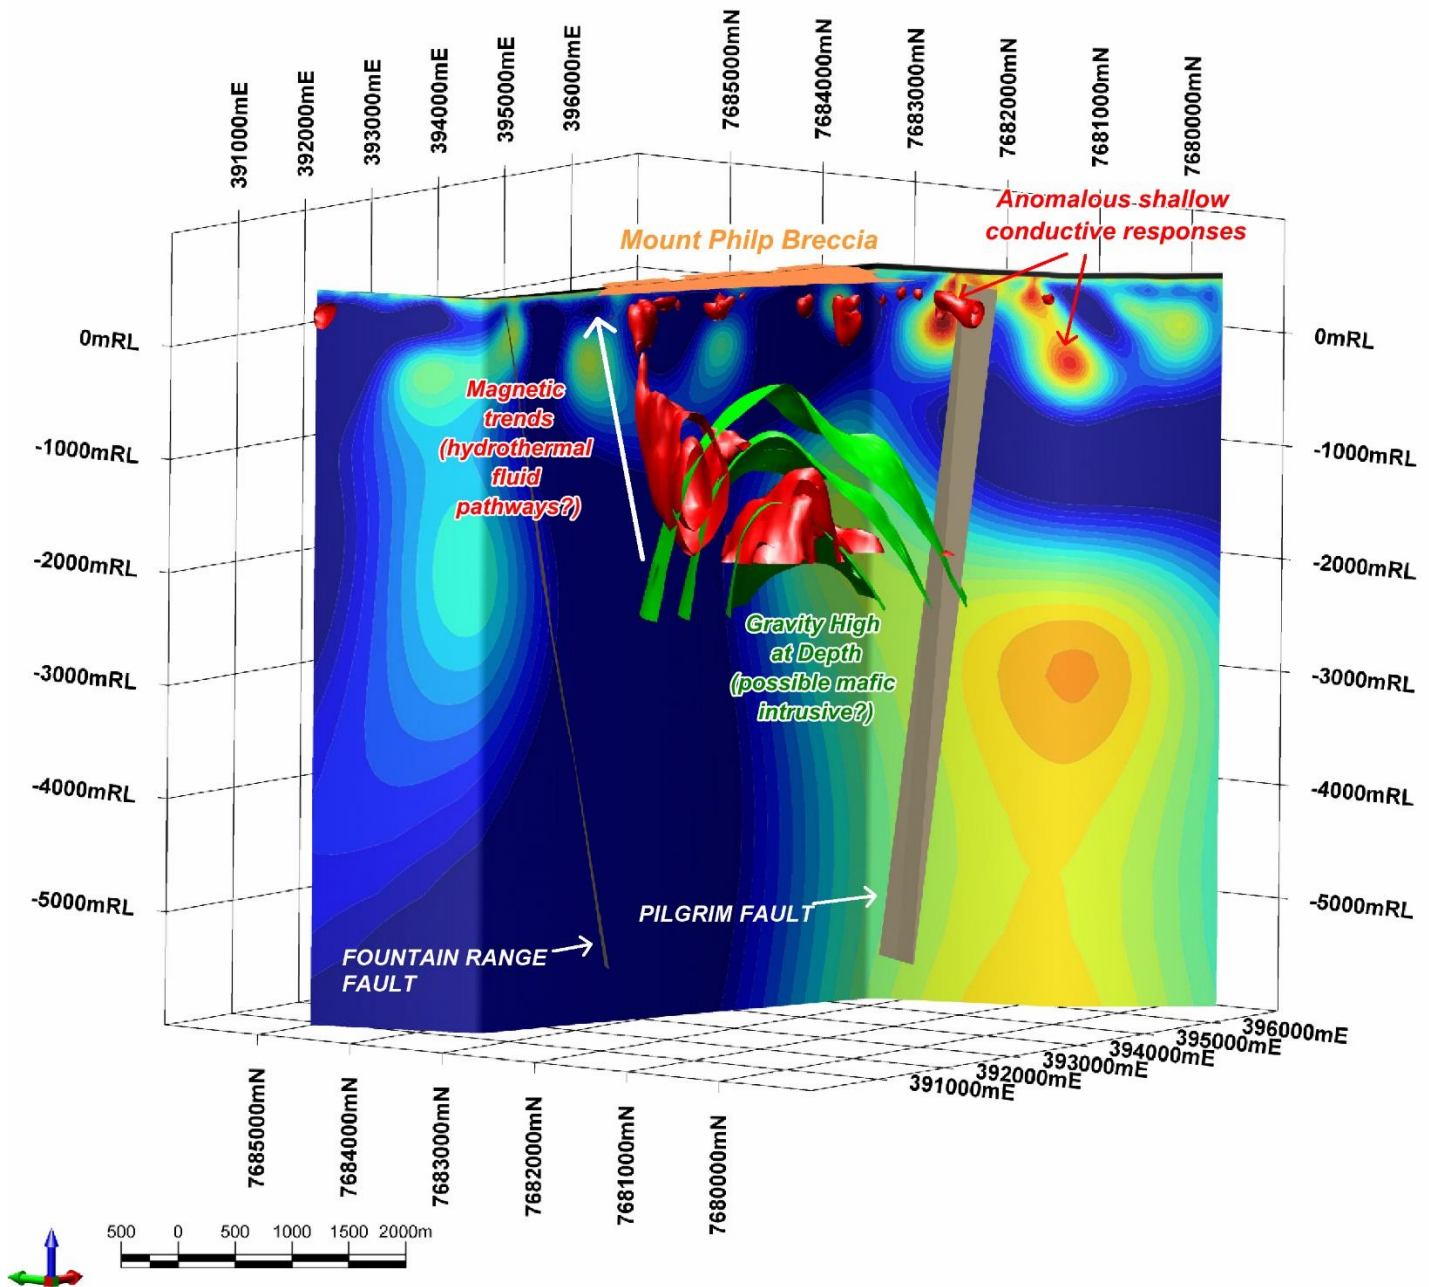 391000mE
392000mE
393000mE
394000mE
395000mE
396000mE
7685000mN
7684000mN
7683000mN
7682000mN
7681000mN
7680000mN
Anomalous shallow
conductive responses
Mount Philp Breccia
0mRL
-1000mRL
-2000mRL
-3000mRL
-4000mRL
-5000mRL
0mRL
-1000mRL
-2000mRL
-3000mRL
-4000mRL
-5000mRL
Magnetic
trends
(hydrothermal
fluid
pathways?)
Gravity High
at Depth
(possible mafic
intrusive?)
PILGRIM FAULT
FOUNTAIN RANGE
FAULT
396000mE
395000mE
394000mE
393000mE
392000mE
391000mE
7685000mN
7684000mN
7683000mN
7682000mN
7681000mN
7680000mN
500 0 500 1000 1500 2000m